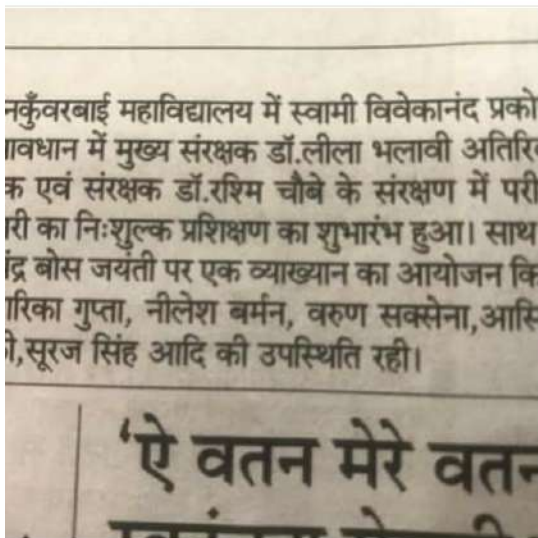 नकुँवरबाई महाविद्यालय में स्वामी विवेकानंद प्रको
ावधान में मुख्य संरक्षक डॉ.लीला भलावी अतिरि
क एवं संरक्षक डॉ.रश्मि चौबे के संरक्षण में परी
री का निःशुल्क प्रशिक्षण का शुभारंभ हुआ। साथ
ंद्र बोस जयंती पर एक व्याख्यान का आयोजन कि
ारिका गुप्ता, नीलेश बर्मन, वरुण सक्सेना,आसि
ी,सूरज सिंह आदि की उपस्थिति रही।
‘ऐ वतन मेरे वतन